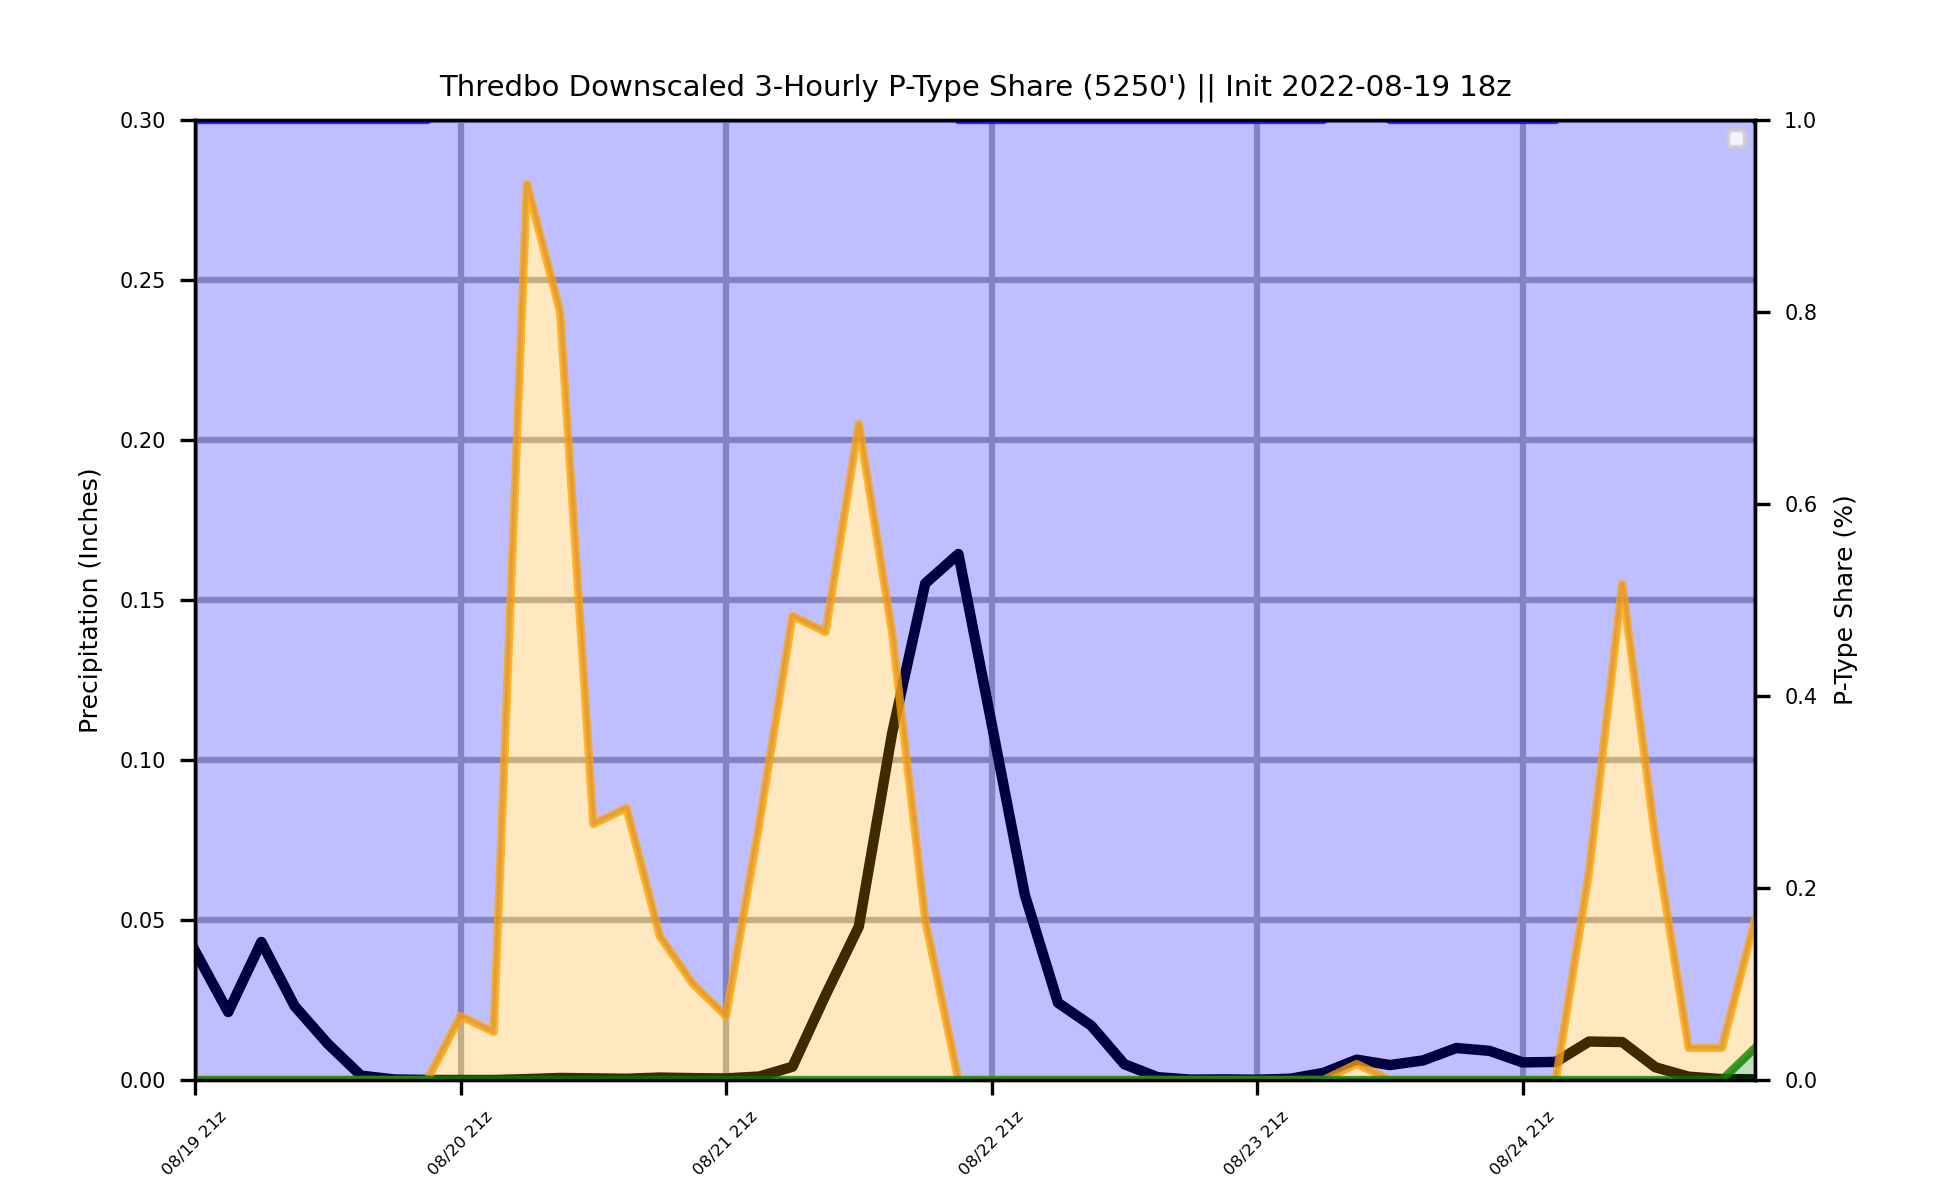 Thredbo Downscaled 3-Hourly P-Type Share (5250') || Init 2022-08-19 18z
0.30
0.25
0.20
0.15
0.10
0.05
0.00
Precipitation (Inches)
1.0
0.8
0.6
0.4
0.2
0.0
P-Type Share (%)
08/19 21z
08/20 21z
08/21 21z
08/22 21z
08/23 21z
08/24 21z